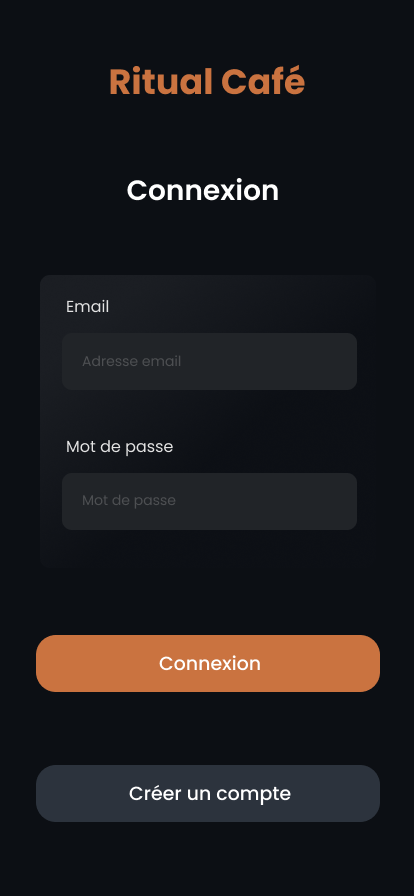 Ritual Café
Connexion
Email
Adresse email
Mot de passe
Mot de passe
Connexion
Créer un compte